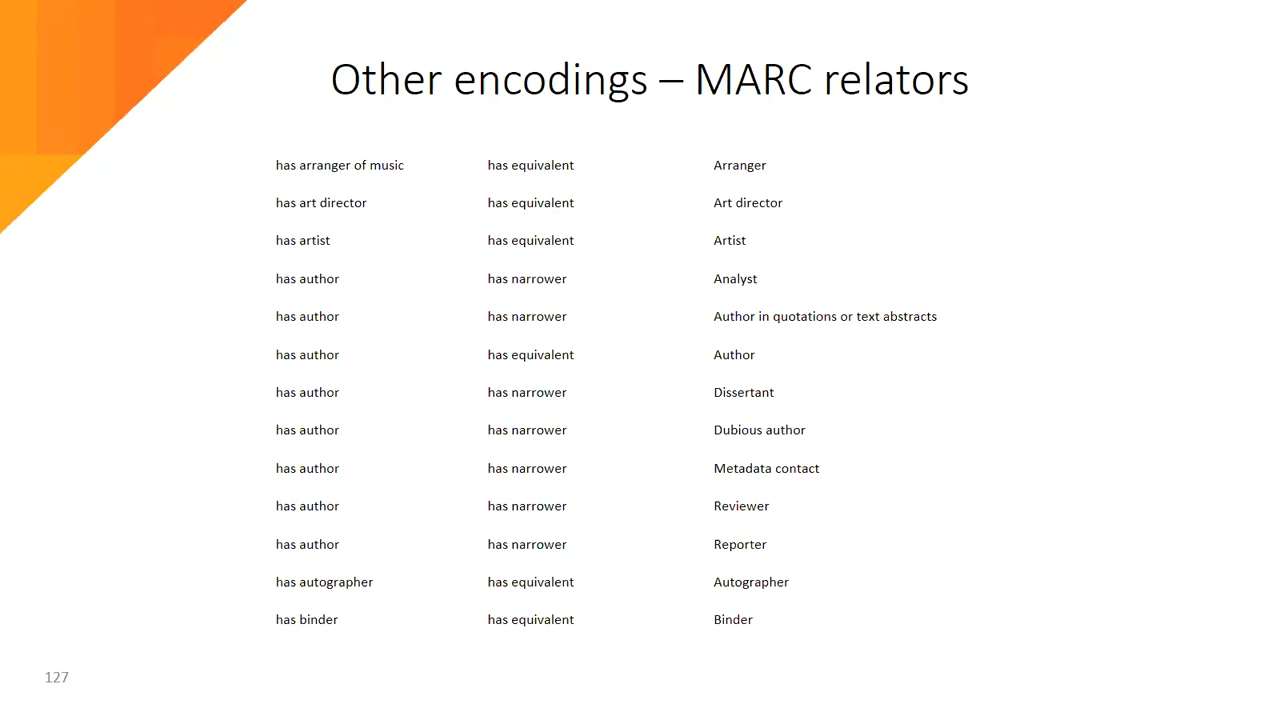 Other encodings – MARC relators
has arranger of music has equivalent Arranger
has art director has equivalent Art director
has artist has equivalent Artist
has author has narrower Analyst
has author has narrower Author in quotations or text abstracts
has author has equivalent Author
has author has narrower Dissertant
has author has narrower Dubious author
has author has narrower Metadata contact
has author has narrower Reviewer
has author has narrower Reporter
has autographer has equivalent Autographer
has binder has equivalent Binder
127